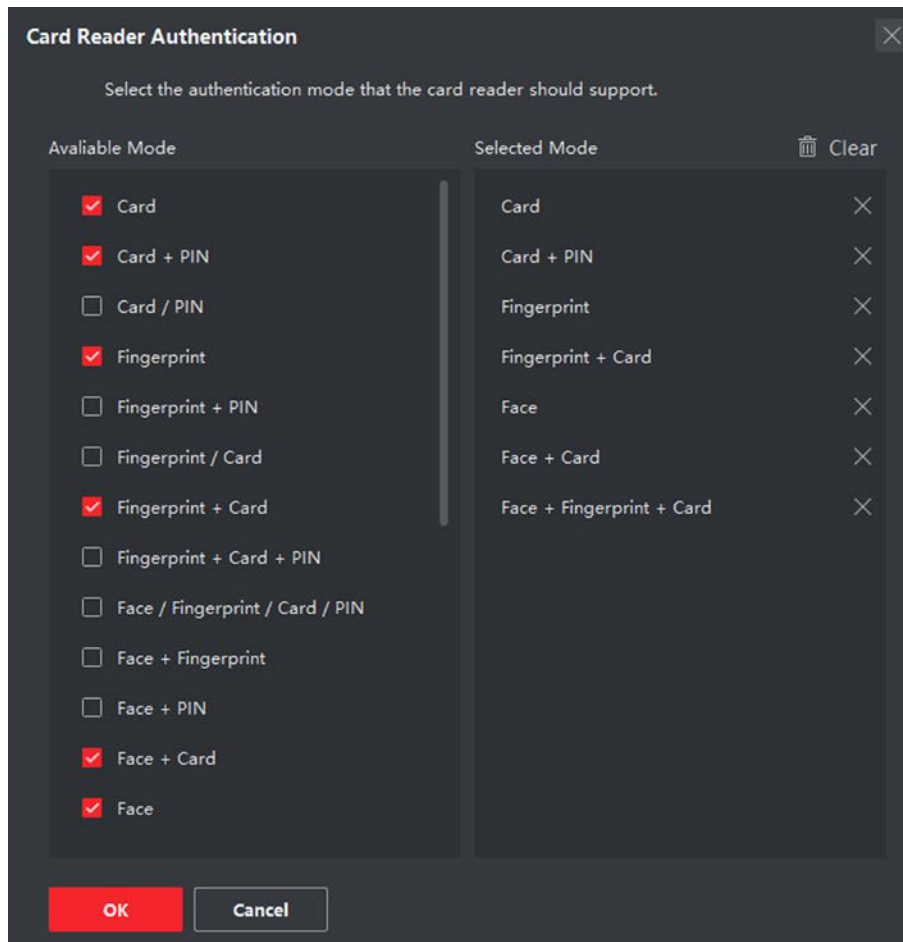 Card Reader Authentication
Select the authentication mode that the card reader should support.
Avaliable Mode
Card
Card + PIN
Card / PIN
Fingerprint
Fingerprint + PIN
Fingerprint / Card
Fingerprint + Card
Fingerprint + Card + PIN
Face / Fingerprint / Card / PIN
Face + Fingerprint
Face + PIN
Face + Card
Face
Selected Mode
Clear
Card
Card + PIN
Fingerprint
Fingerprint + Card
Face
Face + Card
Face + Fingerprint + Card
OK
Cancel